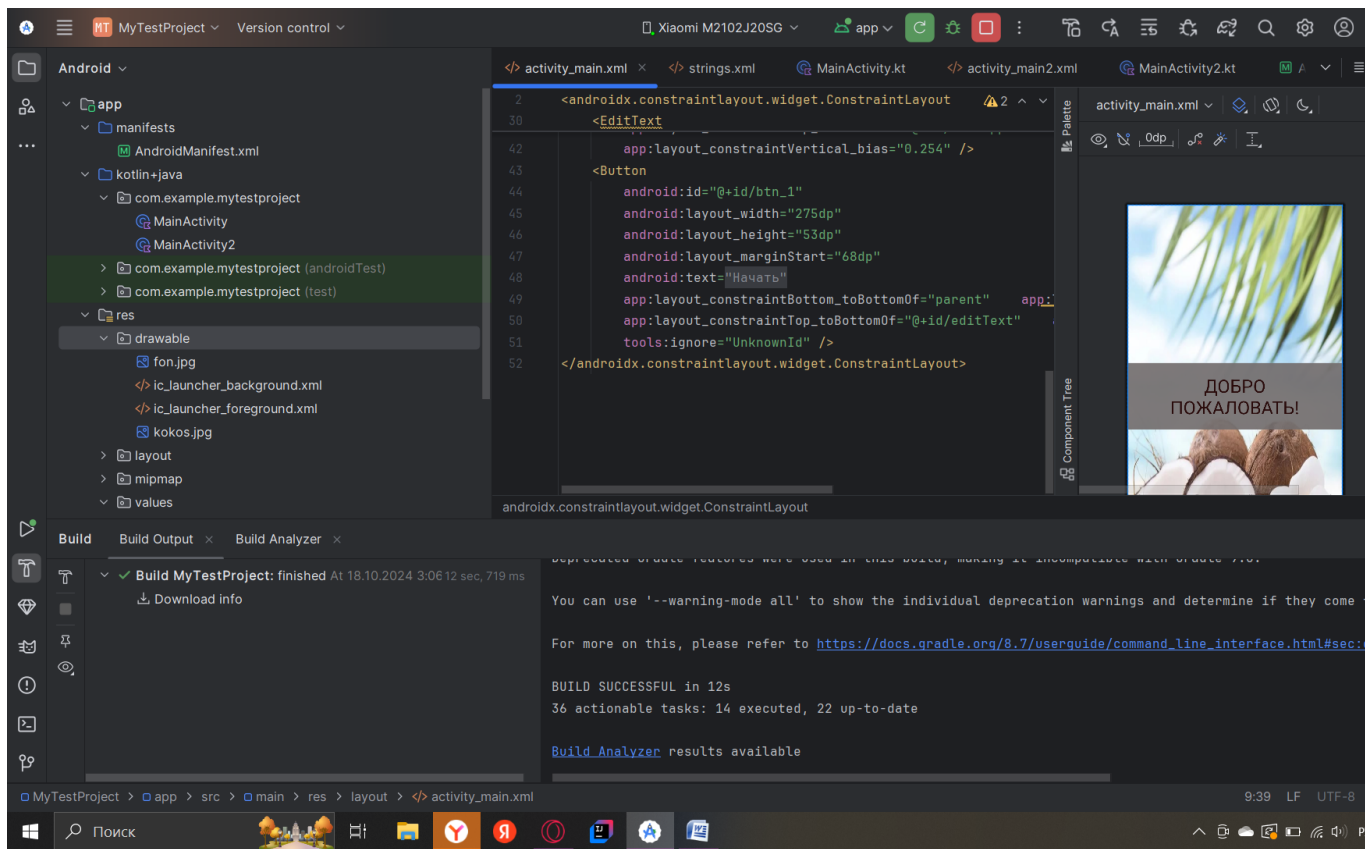 MT MyTestProject Version control Xiaomi M2102J20SG app
Android
app
manifests
AndroidManifest.xml
kotlin+java
com.example.mytestproject
MainActivity
MainActivity2
com.example.mytestproject (androidTest)
com.example.mytestproject (test)
res
drawable
fon.jpg
ic_launcher_background.xml
ic_launcher_foreground.xml
kokos.jpg
layout
mipmap
values
activity_main.xml strings.xml MainActivity.kt activity_main2.xml MainActivity2.kt
2 <androidx.constraintlayout.widget.ConstraintLayout 2
30 <EditText
42 app:layout_constraintVertical_bias="0.254" />
43 <Button
44 android:id="@+id/btn_1"
45 android:layout_width="275dp"
46 android:layout_height="53dp"
47 android:layout_marginStart="68dp"
48 android:text="Начать"
49 app:layout_constraintBottom_toBottomOf="parent" app:
50 app:layout_constraintTop_toBottomOf="@+id/editText"
51 tools:ignore="UnknownId" />
52 </androidx.constraintlayout.widget.ConstraintLayout>
androidx.constraintlayout.widget.ConstraintLayout
Palette
Component Tree
activity_main.xml
0dp
ДОБРО
ПОЖАЛОВАТЬ!
Build Build Output Build Analyzer
Build MyTestProject: finished At 18.10.2024 3:06 12 sec, 719 ms
Download info
You can use '--warning-mode all' to show the individual deprecation warnings and determine if they come
For more on this, please refer to https://docs.gradle.org/8.7/userguide/command_line_interface.html#sec:
BUILD SUCCESSFUL in 12s
36 actionable tasks: 14 executed, 22 up-to-date
Build Analyzer results available
MyTestProject > app > src > main > res > layout > activity_main.xml 9:39 LF UTF-8
Поиск